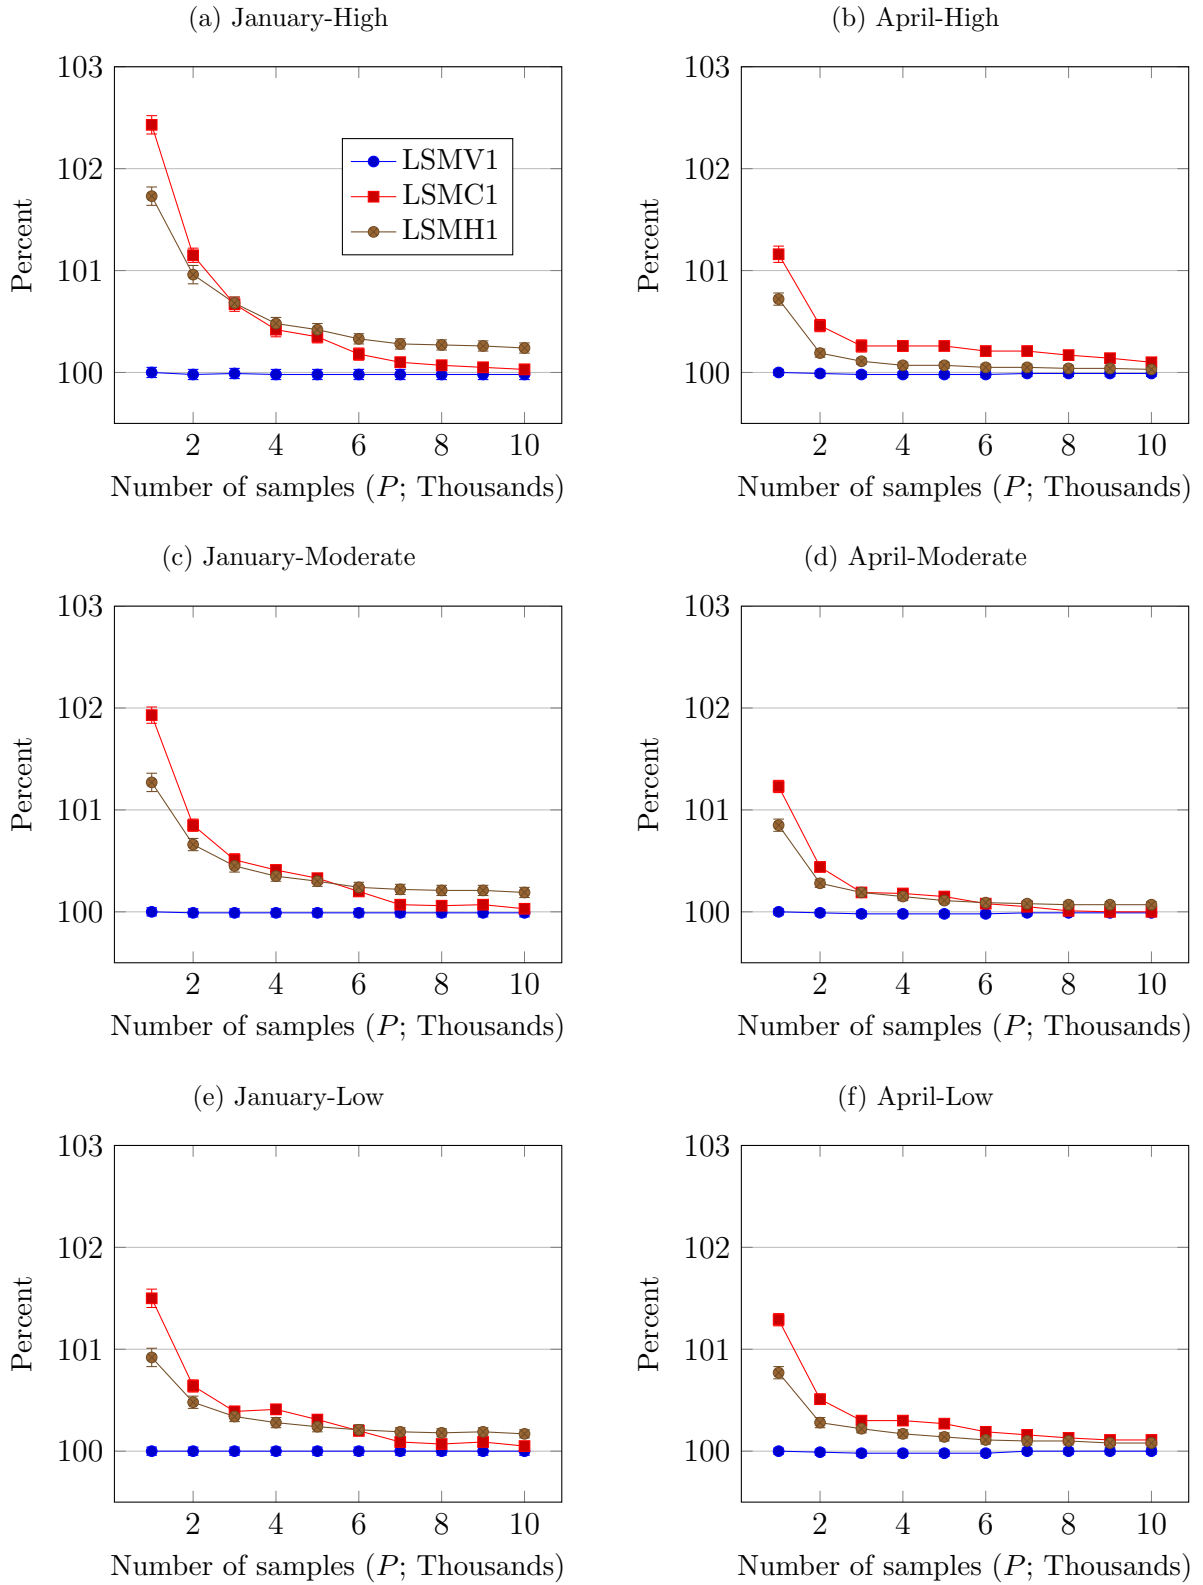 (a) January-High
103
102
101
100
Percent
LSMV1
LSMC1
LSMH1
2 4 6 8 10
Number of samples (P; Thousands)
(b) April-High
103
102
101
100
Percent
2 4 6 8 10
Number of samples (P; Thousands)
(c) January-Moderate
103
102
101
100
Percent
2 4 6 8 10
Number of samples (P; Thousands)
(d) April-Moderate
103
102
101
100
Percent
2 4 6 8 10
Number of samples (P; Thousands)
(e) January-Low
103
102
101
100
Percent
2 4 6 8 10
Number of samples (P; Thousands)
(f) April-Low
103
102
101
100
Percent
2 4 6 8 10
Number of samples (P; Thousands)